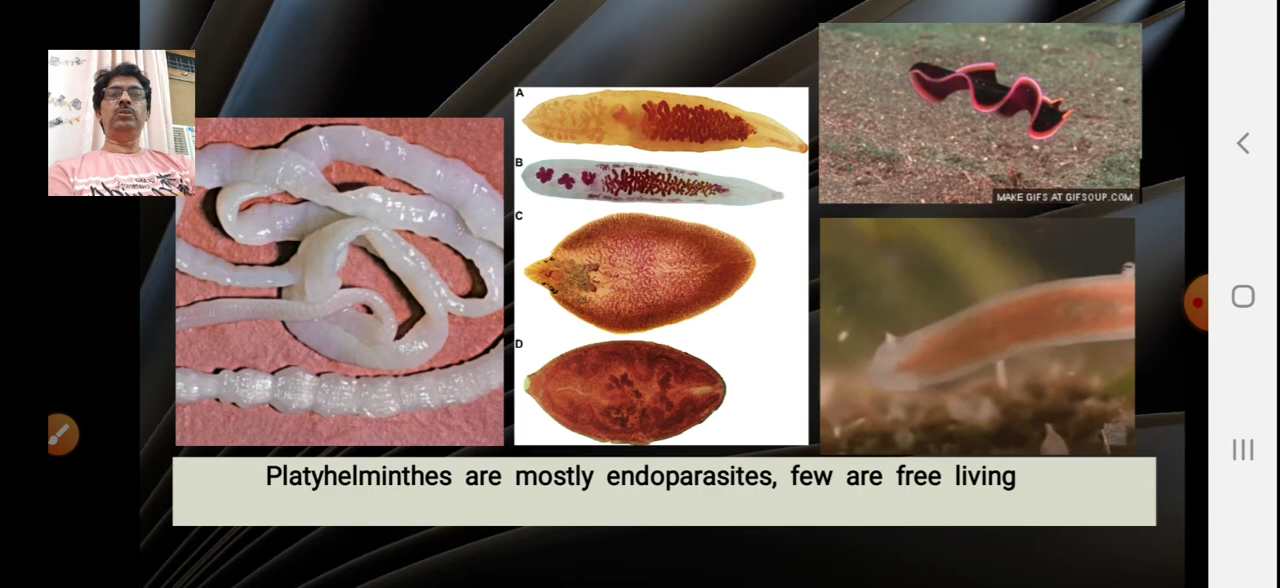 A
B
C
D
MAKE GIFS AT GIFSOUP.COM
Platyhelminthes are mostly endoparasites, few are free living